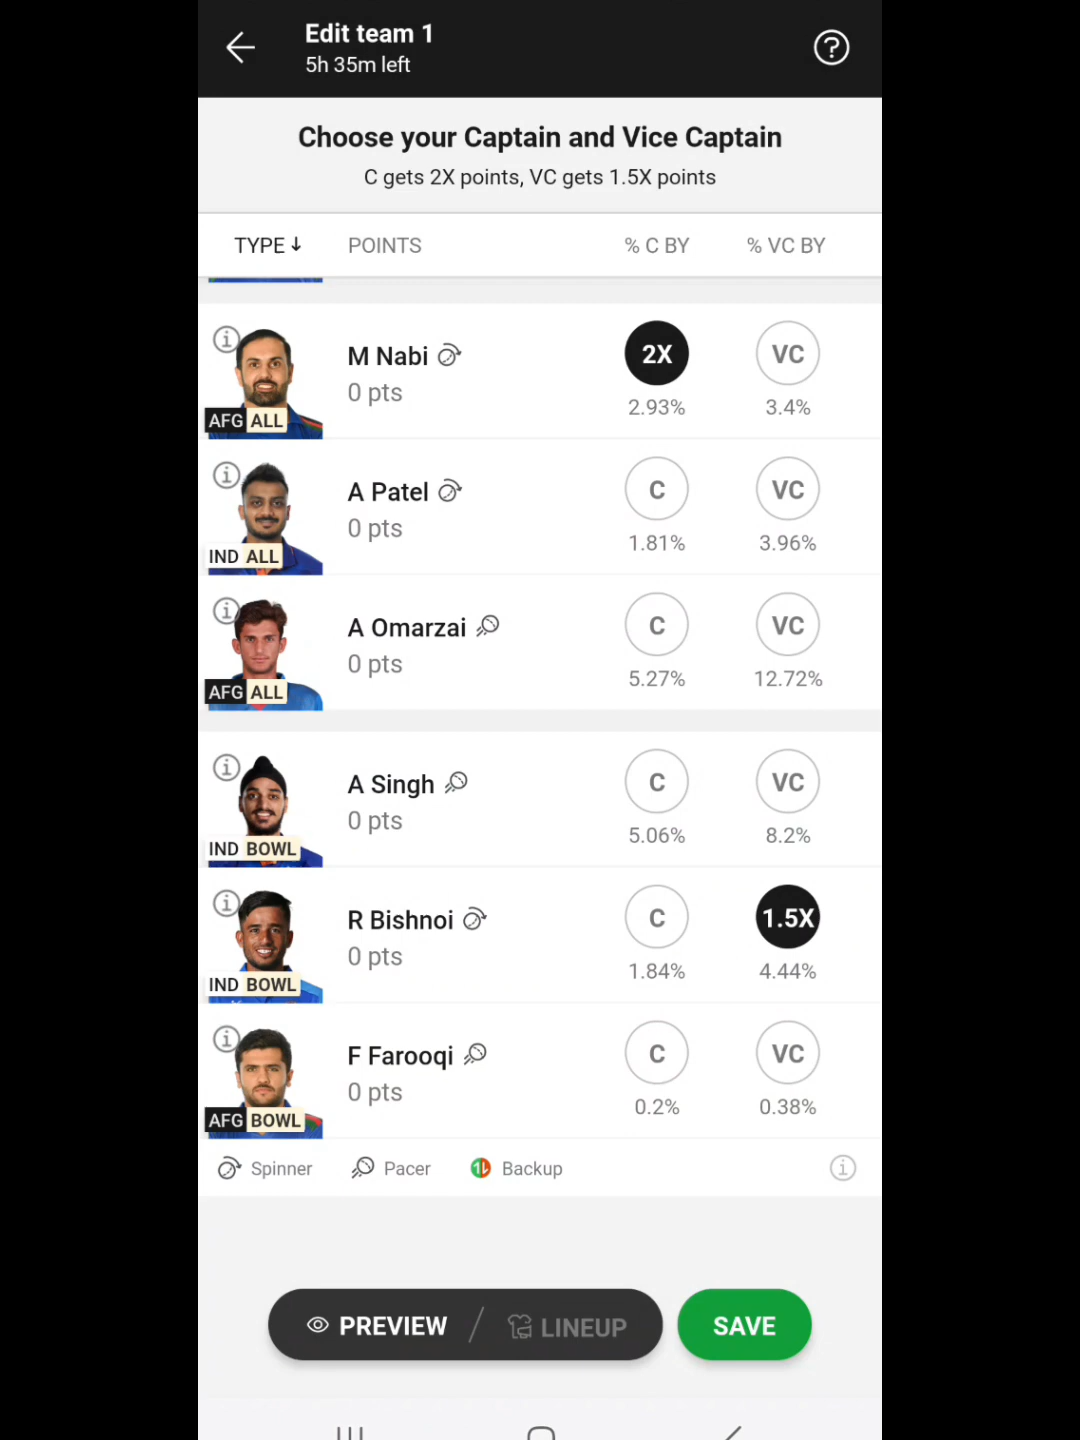 Edit team 1
5h 35m left
Choose your Captain and Vice Captain
C gets 2X points, VC gets 1.5X points
TYPE↓ POINTS % C BY % VC BY
M Nabi 2X VC
0 pts 2.93% 3.4%
AFG ALL
A Patel C VC
0 pts 1.81% 3.96%
IND ALL
A Omarzai C VC
0 pts 5.27% 12.72%
AFG ALL
A Singh C VC
0 pts 5.06% 8.2%
IND BOWL
R Bishnoi C 1.5X
0 pts 1.84% 4.44%
IND BOWL
F Farooqi C VC
0 pts 0.2% 0.38%
AFG BOWL
Spinner Pacer Backup
PREVIEW / LINEUP SAVE